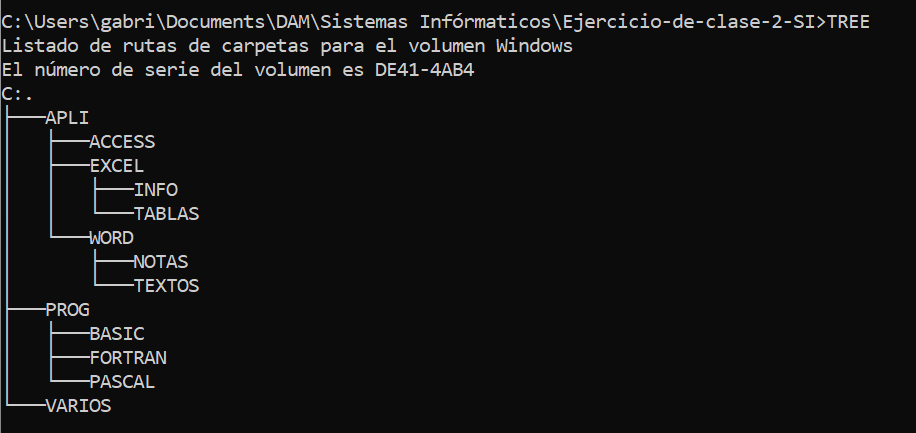 C:\Users\gabri\Documents\DAM\Sistemas Infórmaticos\Ejercicio-de-clase-2-SI>TREE
Listado de rutas de carpetas para el volumen Windows
El número de serie del volumen es DE41-4AB4
C:.
├───APLI
│   ├───ACCESS
│   ├───EXCEL
│   │   ├───INFO
│   │   └───TABLAS
│   └───WORD
│       ├───NOTAS
│       └───TEXTOS
├───PROG
│   ├───BASIC
│   ├───FORTRAN
│   └───PASCAL
└───VARIOS